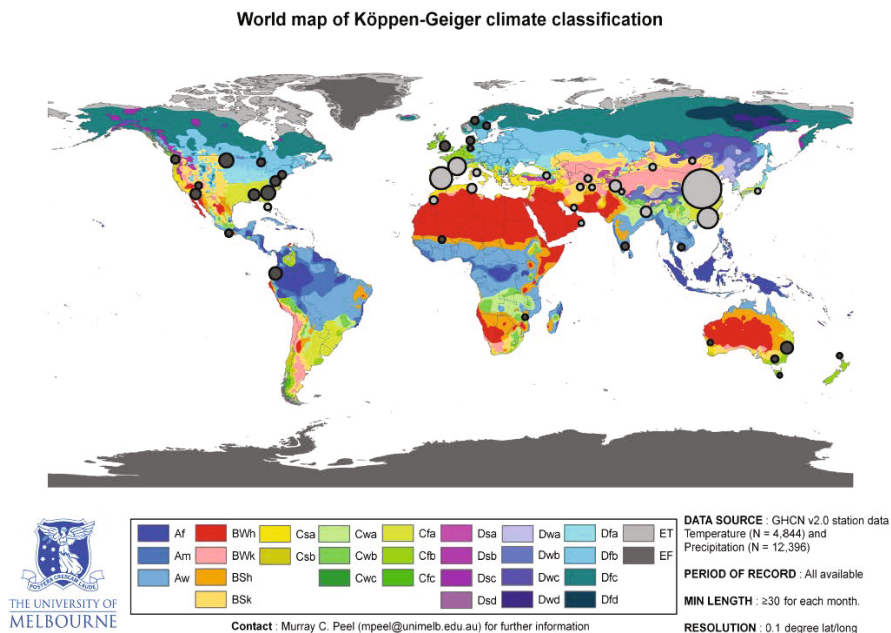 World map of Köppen-Geiger climate classification
Af BWh Csa Cwa Cfa Dsa Dwa Dfa ET
Am BWk Csb Cwb Cfb Dsb Dwb Dfb EF
Aw BSh Cwc Cfc Dsc Dwc Dfc
BSk Dsd Dwd Dfd
DATA SOURCE : GHCN v2.0 station data
Temperature (N = 4,844) and
Precipitation (N = 12,396)
PERIOD OF RECORD : All available
MIN LENGTH : ≥30 for each month.
RESOLUTION : 0.1 degree lat/long
POSTERA CRESCAM LAUDE
THE UNIVERSITY OF
MELBOURNE
Contact : Murray C. Peel (mpeel@unimelb.edu.au) for further information